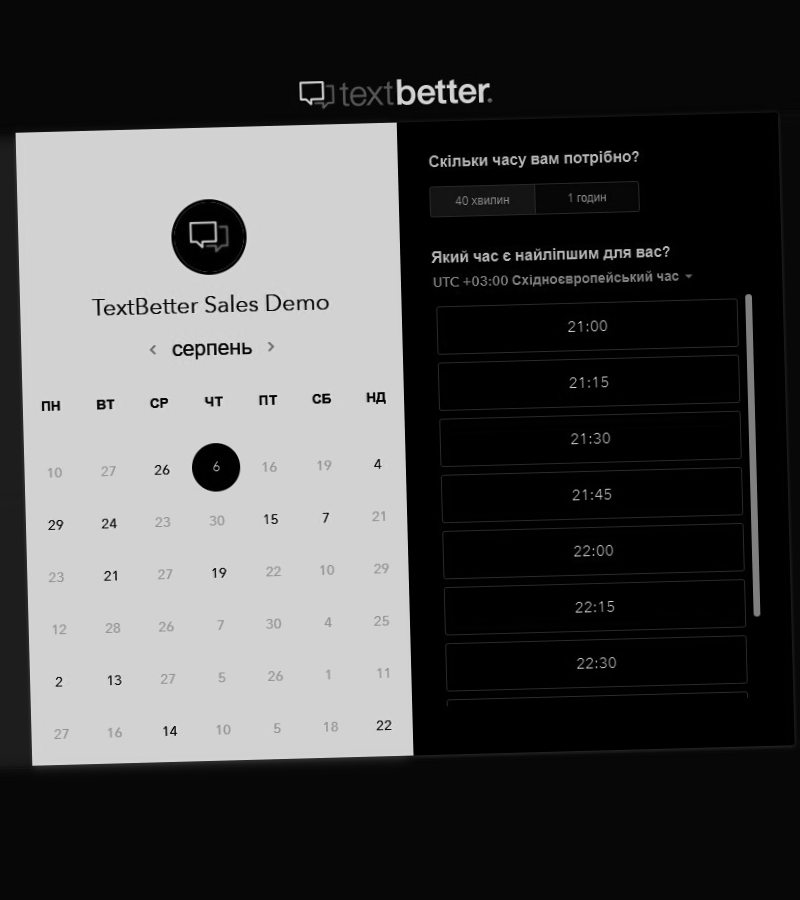 textbetter.
TextBetter Sales Demo
серпень
ПН ВТ СР ЧТ ПТ СБ НД
10 27 26 6 16 19 4
29 24 23 30 15 7 21
23 21 27 19 22 10 29
12 28 26 7 30 4 25
2 13 27 5 26 1 11
27 16 14 10 5 18 22
Скільки часу вам потрібно?
40 хвилин 1 годин
Який час є найліпшим для вас?
UTC +03:00 Східноєвропейський час
21:00
21:15
21:30
21:45
22:00
22:15
22:30